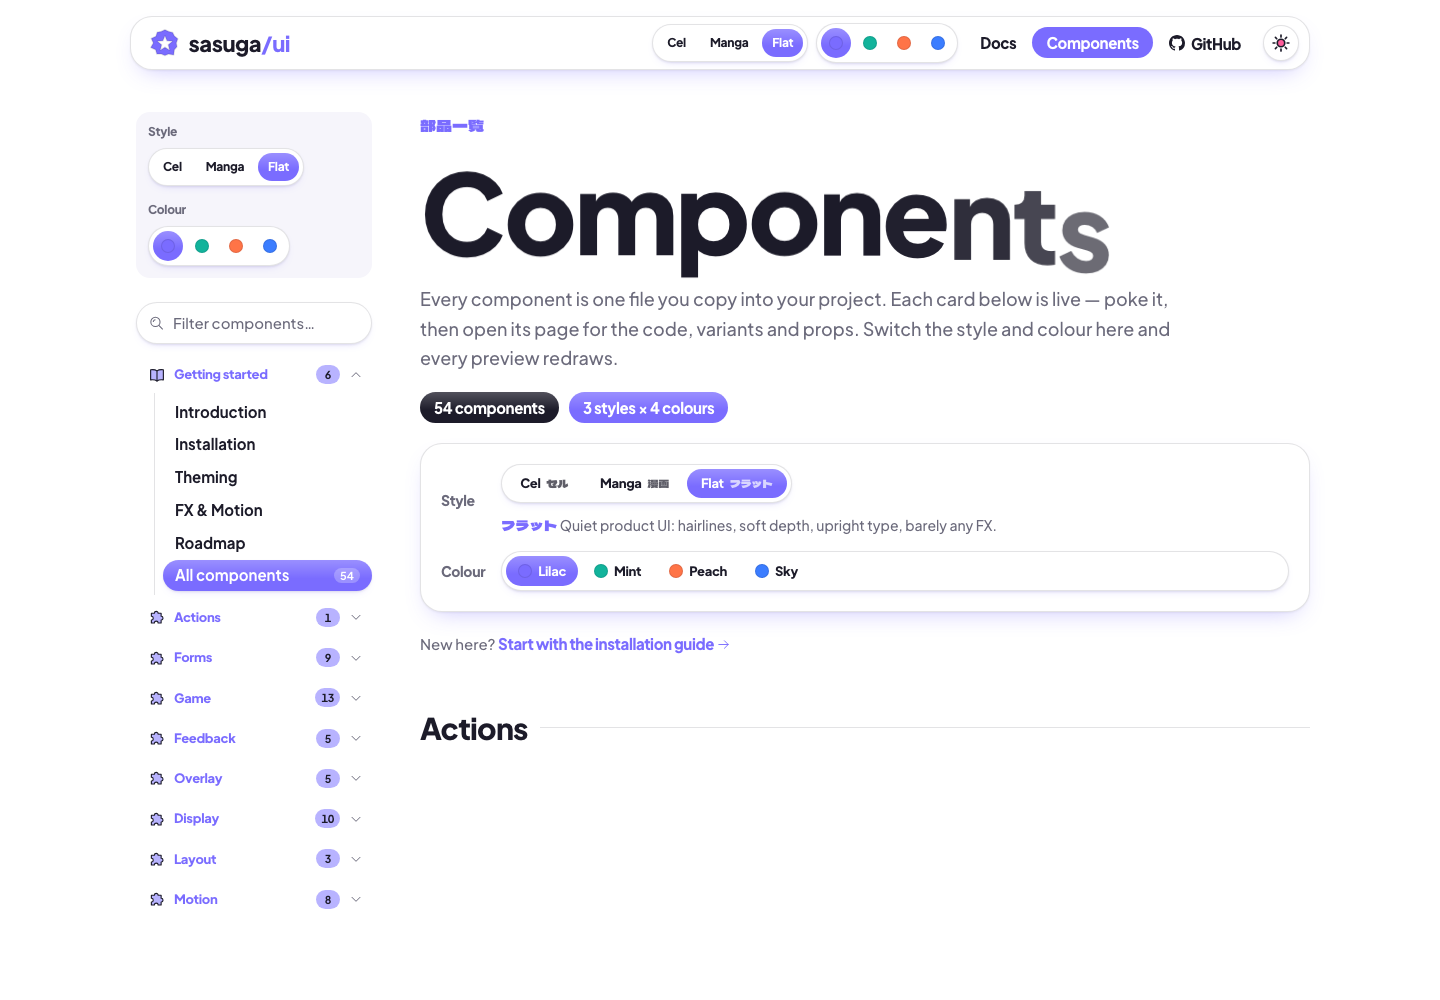 sasuga/ui
Cel Manga Flat
Docs Components GitHub
Style
Cel Manga Flat
Colour
Filter components...
Getting started 6
Introduction
Installation
Theming
FX & Motion
Roadmap
All components 54
Actions 1
Forms 9
Game 13
Feedback 5
Overlay 5
Display 10
Layout 3
Motion 8
部品一覧
Components
Every component is one file you copy into your project. Each card below is live — poke it,
then open its page for the code, variants and props. Switch the style and colour here and
every preview redraws.
54 components 3 styles × 4 colours
Style
Cel セル Manga 漫画 Flat フラット
フラット Quiet product UI: hairlines, soft depth, upright type, barely any FX.
Colour Lilac Mint Peach Sky
New here? Start with the installation guide →
Actions